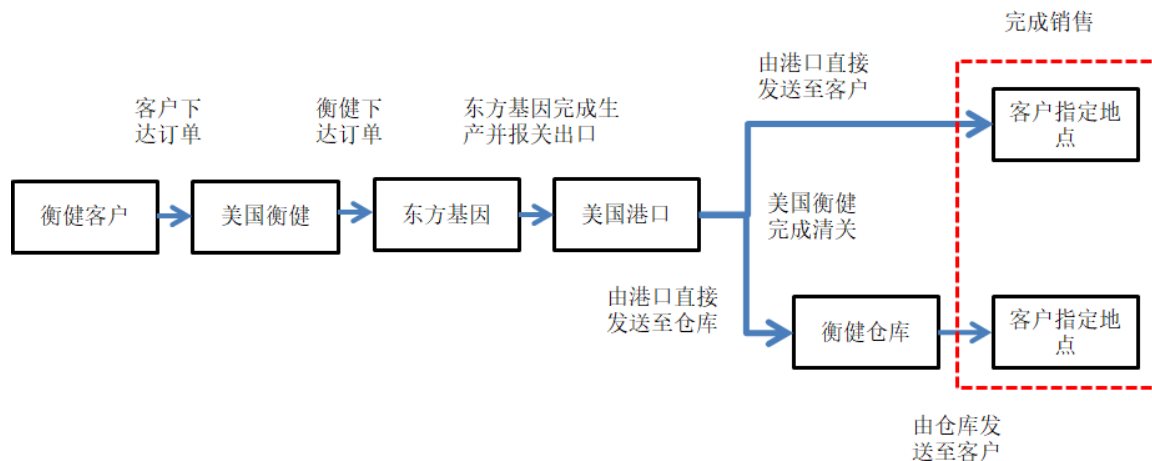 完成销售
由港口直接
发送至客户
客户下
达订单
衡健下
达订单
东方基因完成生
产并报关出口
客户指定地
点
衡健客户
美国衡健
东方基因
美国港口
美国衡健
完成清关
由港口直接
发送至仓库
衡健仓库
客户指定地
点
由仓库发
送至客户